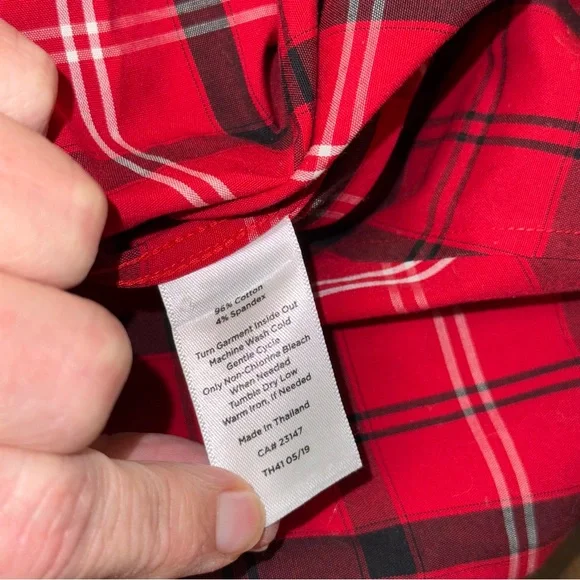 96% Cotton
4% Spandex
Turn Garment Inside Out
Machine Wash Cold
Gentle Cycle
Only Non-Chlorine Bleach
When Needed
Tumble Dry Low
Warm Iron, If Needed
Made in Thailand
CA# 23147
TH41 05/19